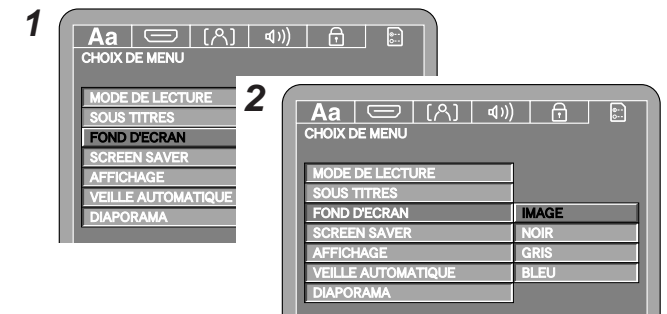 1
Aa
CHOIX DE MENU
MODE DE LECTURE
SOUS TITRES
FOND D'ECRAN
SCREEN SAVER
AFFICHAGE
VEILLE AUTOMATIQUE
DIAPORAMA
2
Aa
CHOIX DE MENU
MODE DE LECTURE
SOUS TITRES
FOND D'ECRAN IMAGE
SCREEN SAVER NOIR
AFFICHAGE GRIS
VEILLE AUTOMATIQUE BLEU
DIAPORAMA